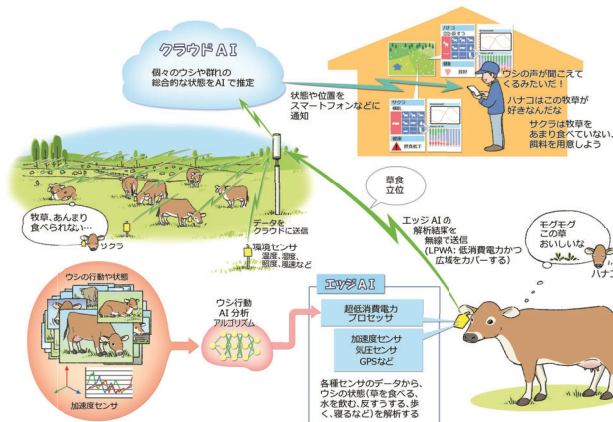 クラウドAI
個々のウシや群れの
総合的な状態をAIで推定
状態や位置を
スマートフォンなどに
通知
ハナコ
サクラ
ウシの声が聞こえて
くるみたいだ！
ハナコはこの牧草が
好きなんだな
サクラは牧草を
あまり食べていない、
餌料を用意しよう
草食
立位
データを
クラウドに送信
環境センサ
温度、湿度、
照度、風速など
牧草、あんまり
食べられない…
サクラ
エッジAIの
解析結果を
無線で送信
(LPWA: 低消費電力かつ
広域をカバーする)
モグモグ
この草
おいしいな
ハナコ
ウシの行動や状態
加速度センサ
ウシ行動
AI分析
アルゴリズム
エッジAI
超低消費電力
プロセッサ
加速度センサ
気圧センサ
GPSなど
各種センサのデータから、
ウシの状態(草を食べる、
水を飲む、反すうする、歩
く、寝るなど)を解析する